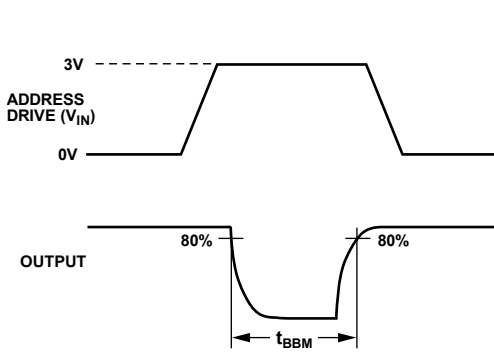 3V
ADDRESS
DRIVE (VIN)
0V
80%
80%
OUTPUT
tBBM